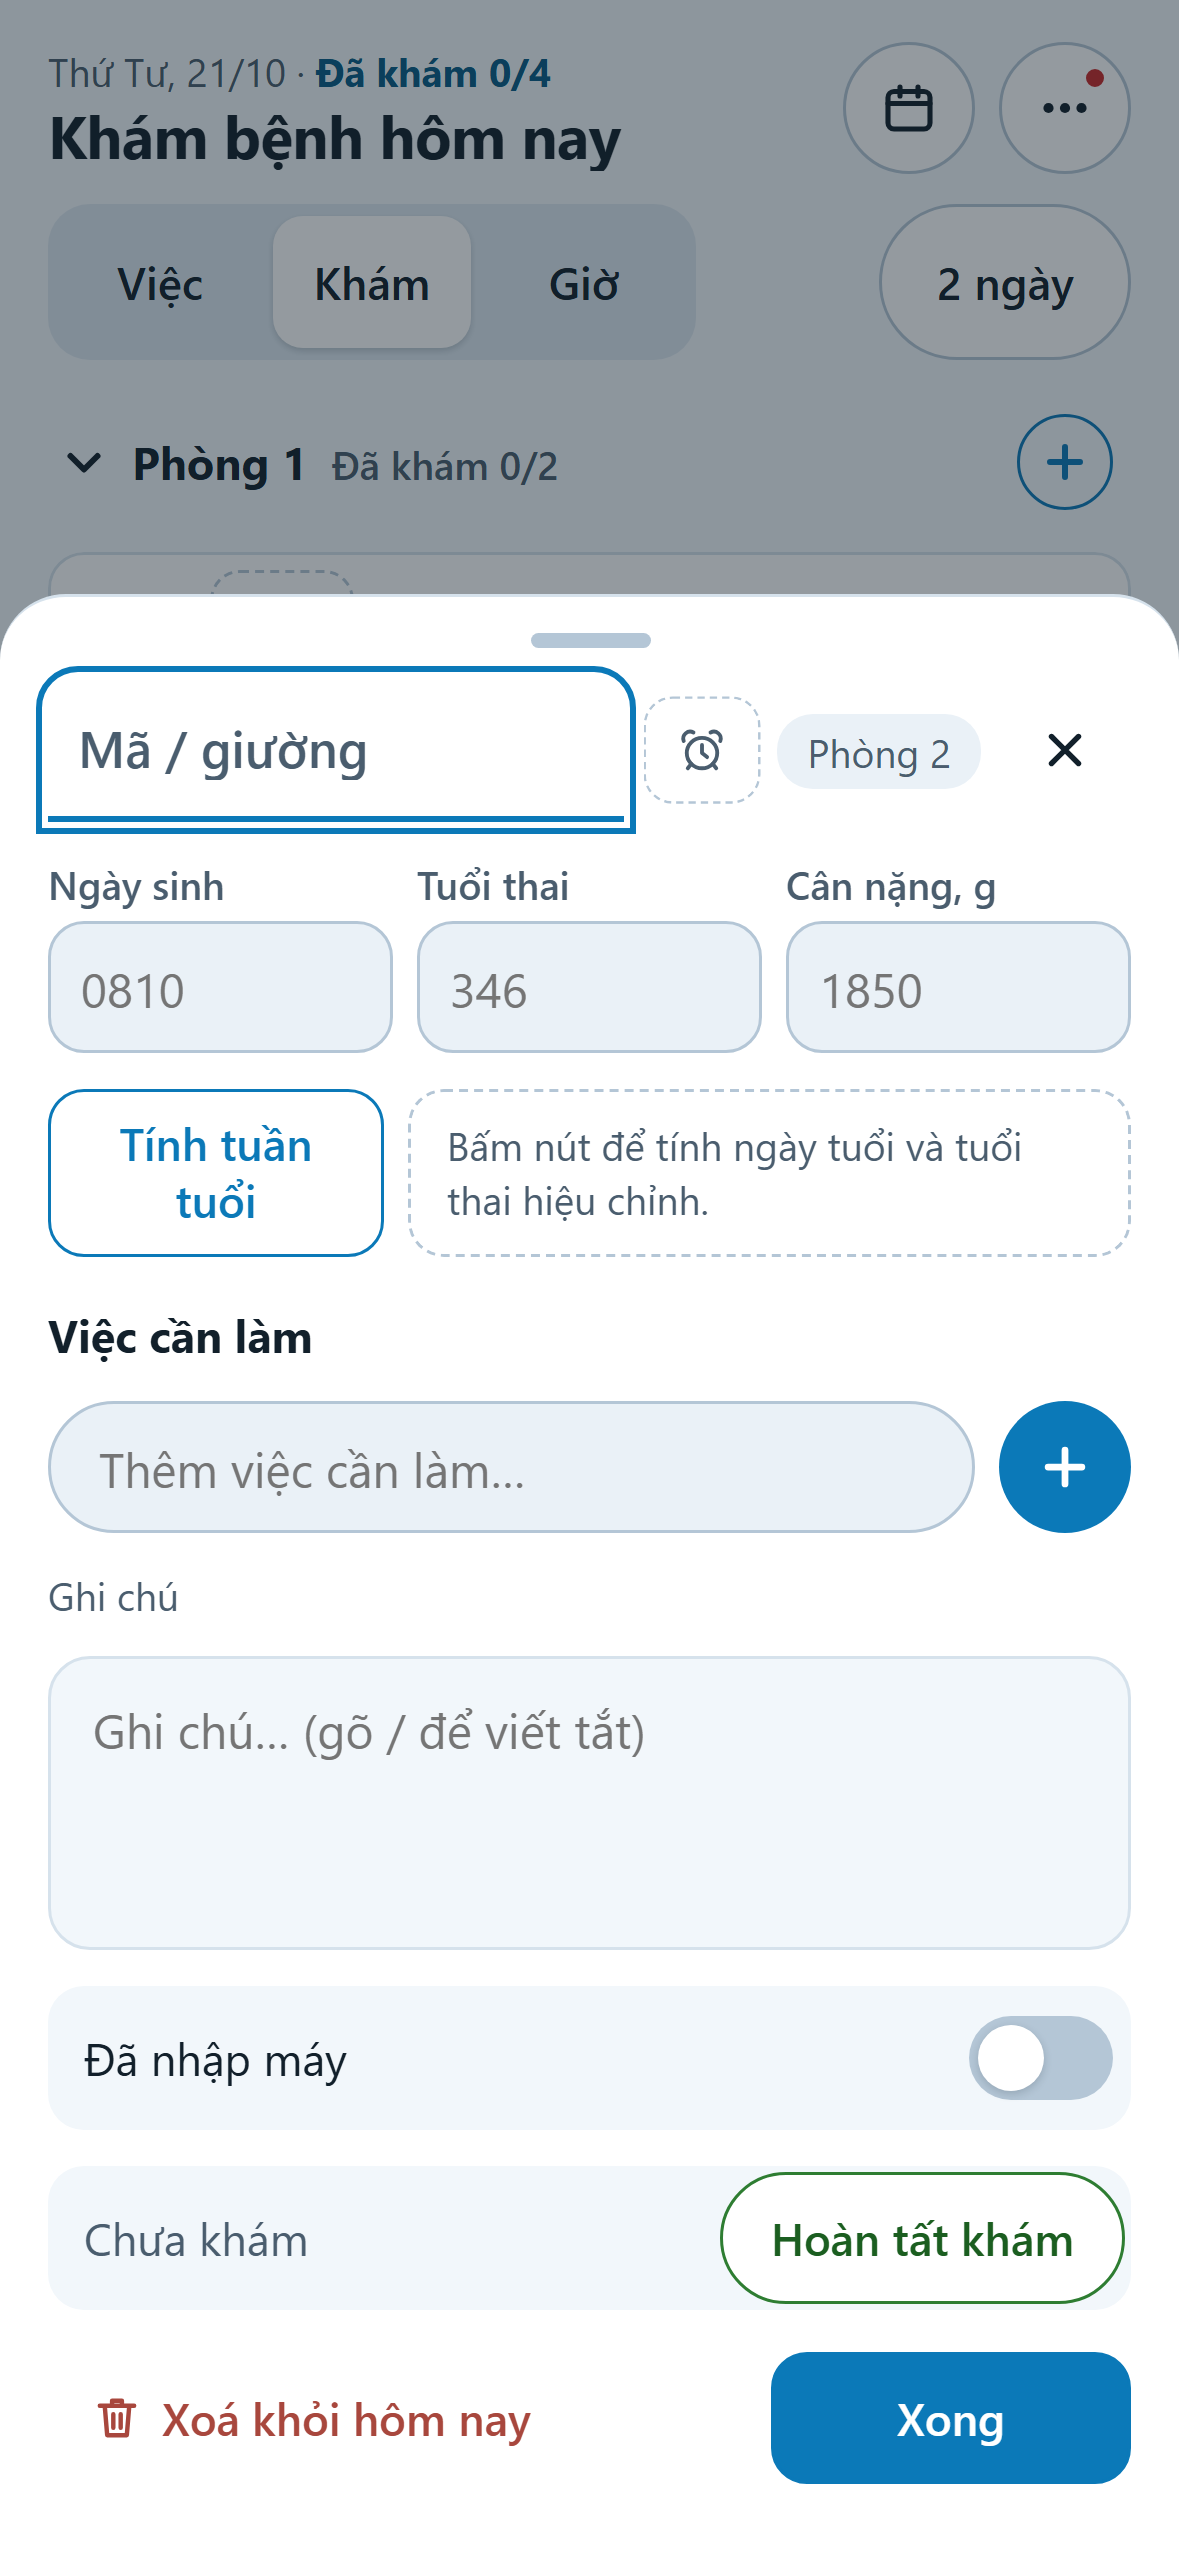 Thứ Tư, 21/10 · Đã khám 0/4
Khám bệnh hôm nay
Việc
Khám
Giờ
2 ngày
Phòng 1 Đã khám 0/2
Mã / giường
Phòng 2
Ngày sinh
Tuổi thai
Cân nặng, g
0810
346
1850
Tính tuần
tuổi
Bấm nút để tính ngày tuổi và tuổi
thai hiệu chỉnh.
Việc cần làm
Thêm việc cần làm...
Ghi chú
Ghi chú... (gõ / để viết tắt)
Đã nhập máy
Chưa khám
Hoàn tất khám
Xoá khỏi hôm nay
Xong